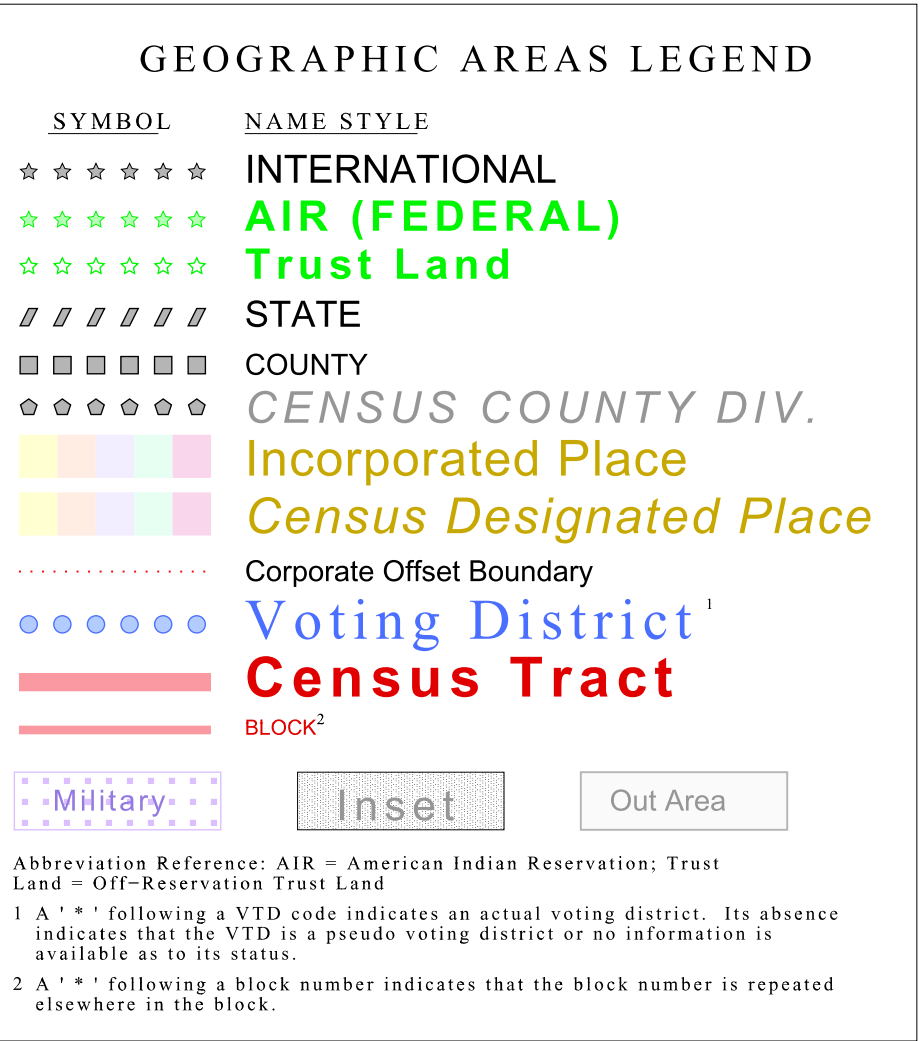 GEOGRAPHIC AREAS LEGEND
SYMBOL NAME STYLE
INTERNATIONAL
AIR (FEDERAL)
Trust Land
STATE
COUNTY
CENSUS COUNTY DIV.
Incorporated Place
Census Designated Place
Corporate Offset Boundary
Voting District 1
Census Tract
BLOCK2
Military Inset Out Area
Abbreviation Reference: AIR = American Indian Reservation; Trust
Land = Off−Reservation Trust Land
1 A ' * ' following a VTD code indicates an actual voting district. Its absence
indicates that the VTD is a pseudo voting district or no information is
available as to its status.
2 A ' * ' following a block number indicates that the block number is repeated
elsewhere in the block.